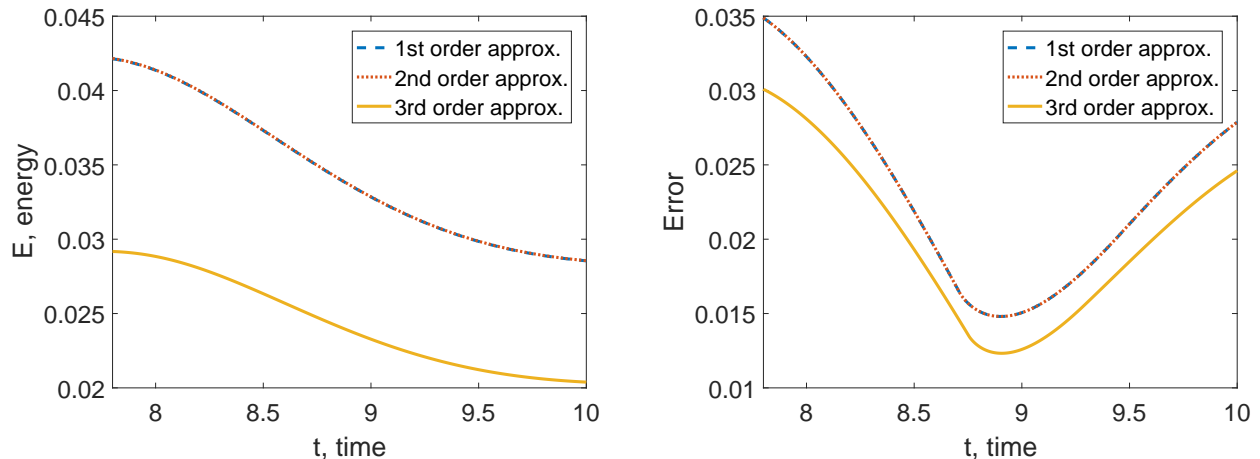 0.045
0.04
0.035
0.03
0.025
0.02
E, energy
8
8.5
9
9.5
10
t, time
1st order approx.
2nd order approx.
3rd order approx.
0.035
0.03
0.025
0.02
0.015
0.01
Error
8
8.5
9
9.5
10
t, time
1st order approx.
2nd order approx.
3rd order approx.